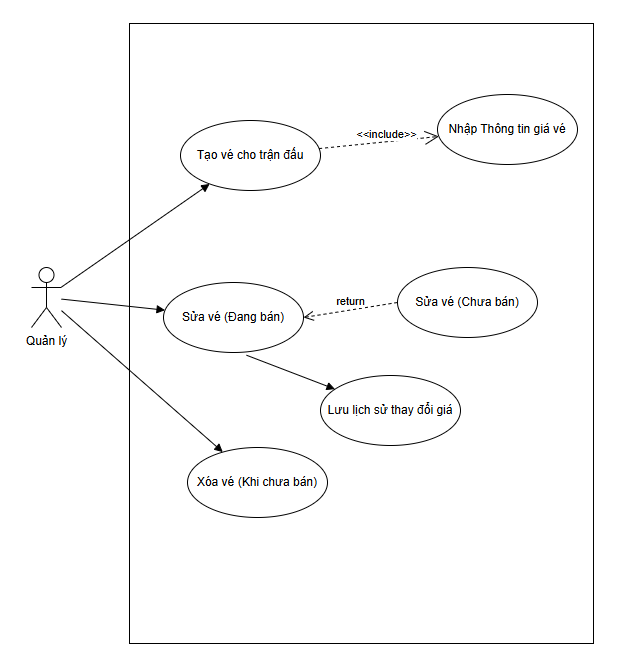 Nhập Thông tin giá vé
<<include>>
Tạo vé cho trận đấu
return
Sửa vé (Chưa bán)
Sửa vé (Đang bán)
Quản lý
Lưu lịch sử thay đổi giá
Xóa vé (Khi chưa bán)